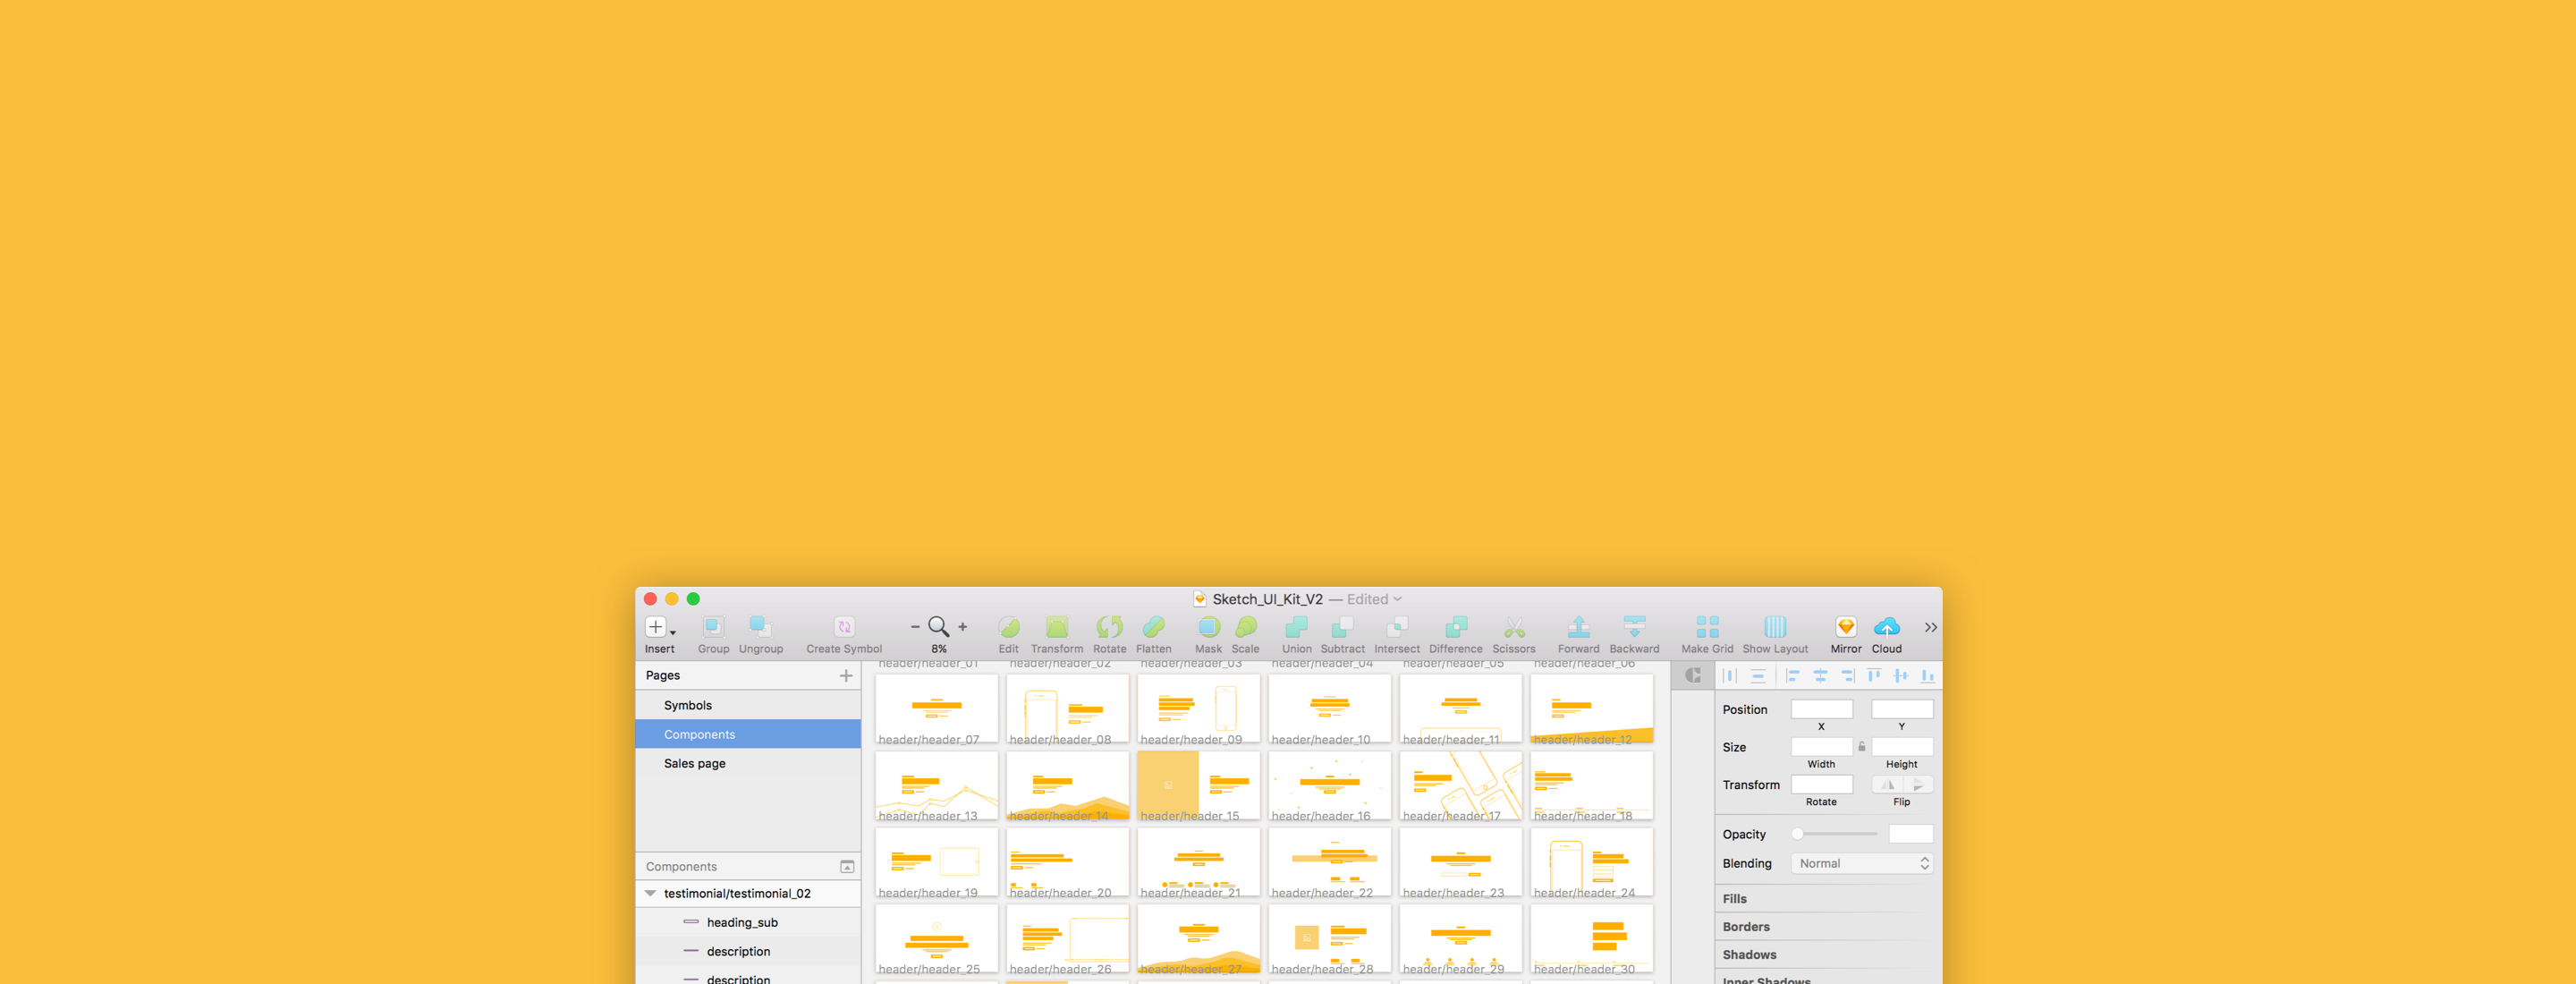 Sketch_UI_Kit_V2 — Edited
Insert Group Ungroup Create Symbol 8% Edit Transform Rotate Flatten Mask Scale Union Subtract Intersect Difference Scissors Forward Backward Make Grid Show Layout Mirror Cloud
Pages
Symbols
Components
Sales page
Components
testimonial/testimonial_02
heading_sub
description
description
header/header_01 header/header_02 header/header_03 header/header_04 header/header_05 header/header_06
header/header_07 header/header_08 header/header_09 header/header_10 header/header_11 header/header_12
header/header_13 header/header_14 header/header_15 header/header_16 header/header_17 header/header_18
header/header_19 header/header_20 header/header_21 header/header_22 header/header_23 header/header_24
header/header_25 header/header_26 header/header_27 header/header_28 header/header_29 header/header_30
Position
X Y
Size
Width Height
Transform
Rotate Flip
Opacity
Blending Normal
Fills
Borders
Shadows
Inner Shadows